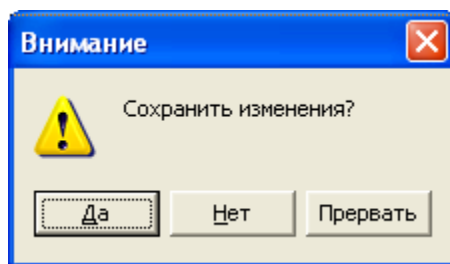 Внимание
Сохранить изменения?
Да
Нет
Прервать